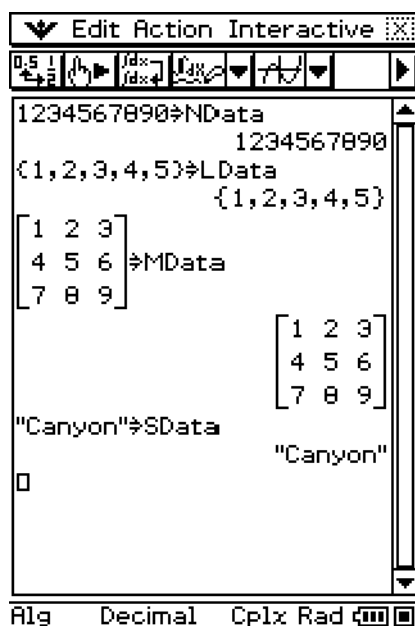 Edit Action Interactive
1234567890⇒NData
1234567890
{1,2,3,4,5}⇒LData
{1,2,3,4,5}
1 2 3
4 5 6 ⇒MData
7 8 9
1 2 3
4 5 6
7 8 9
"Canyon"⇒SData
"Canyon"
Alg Decimal Cplx Rad